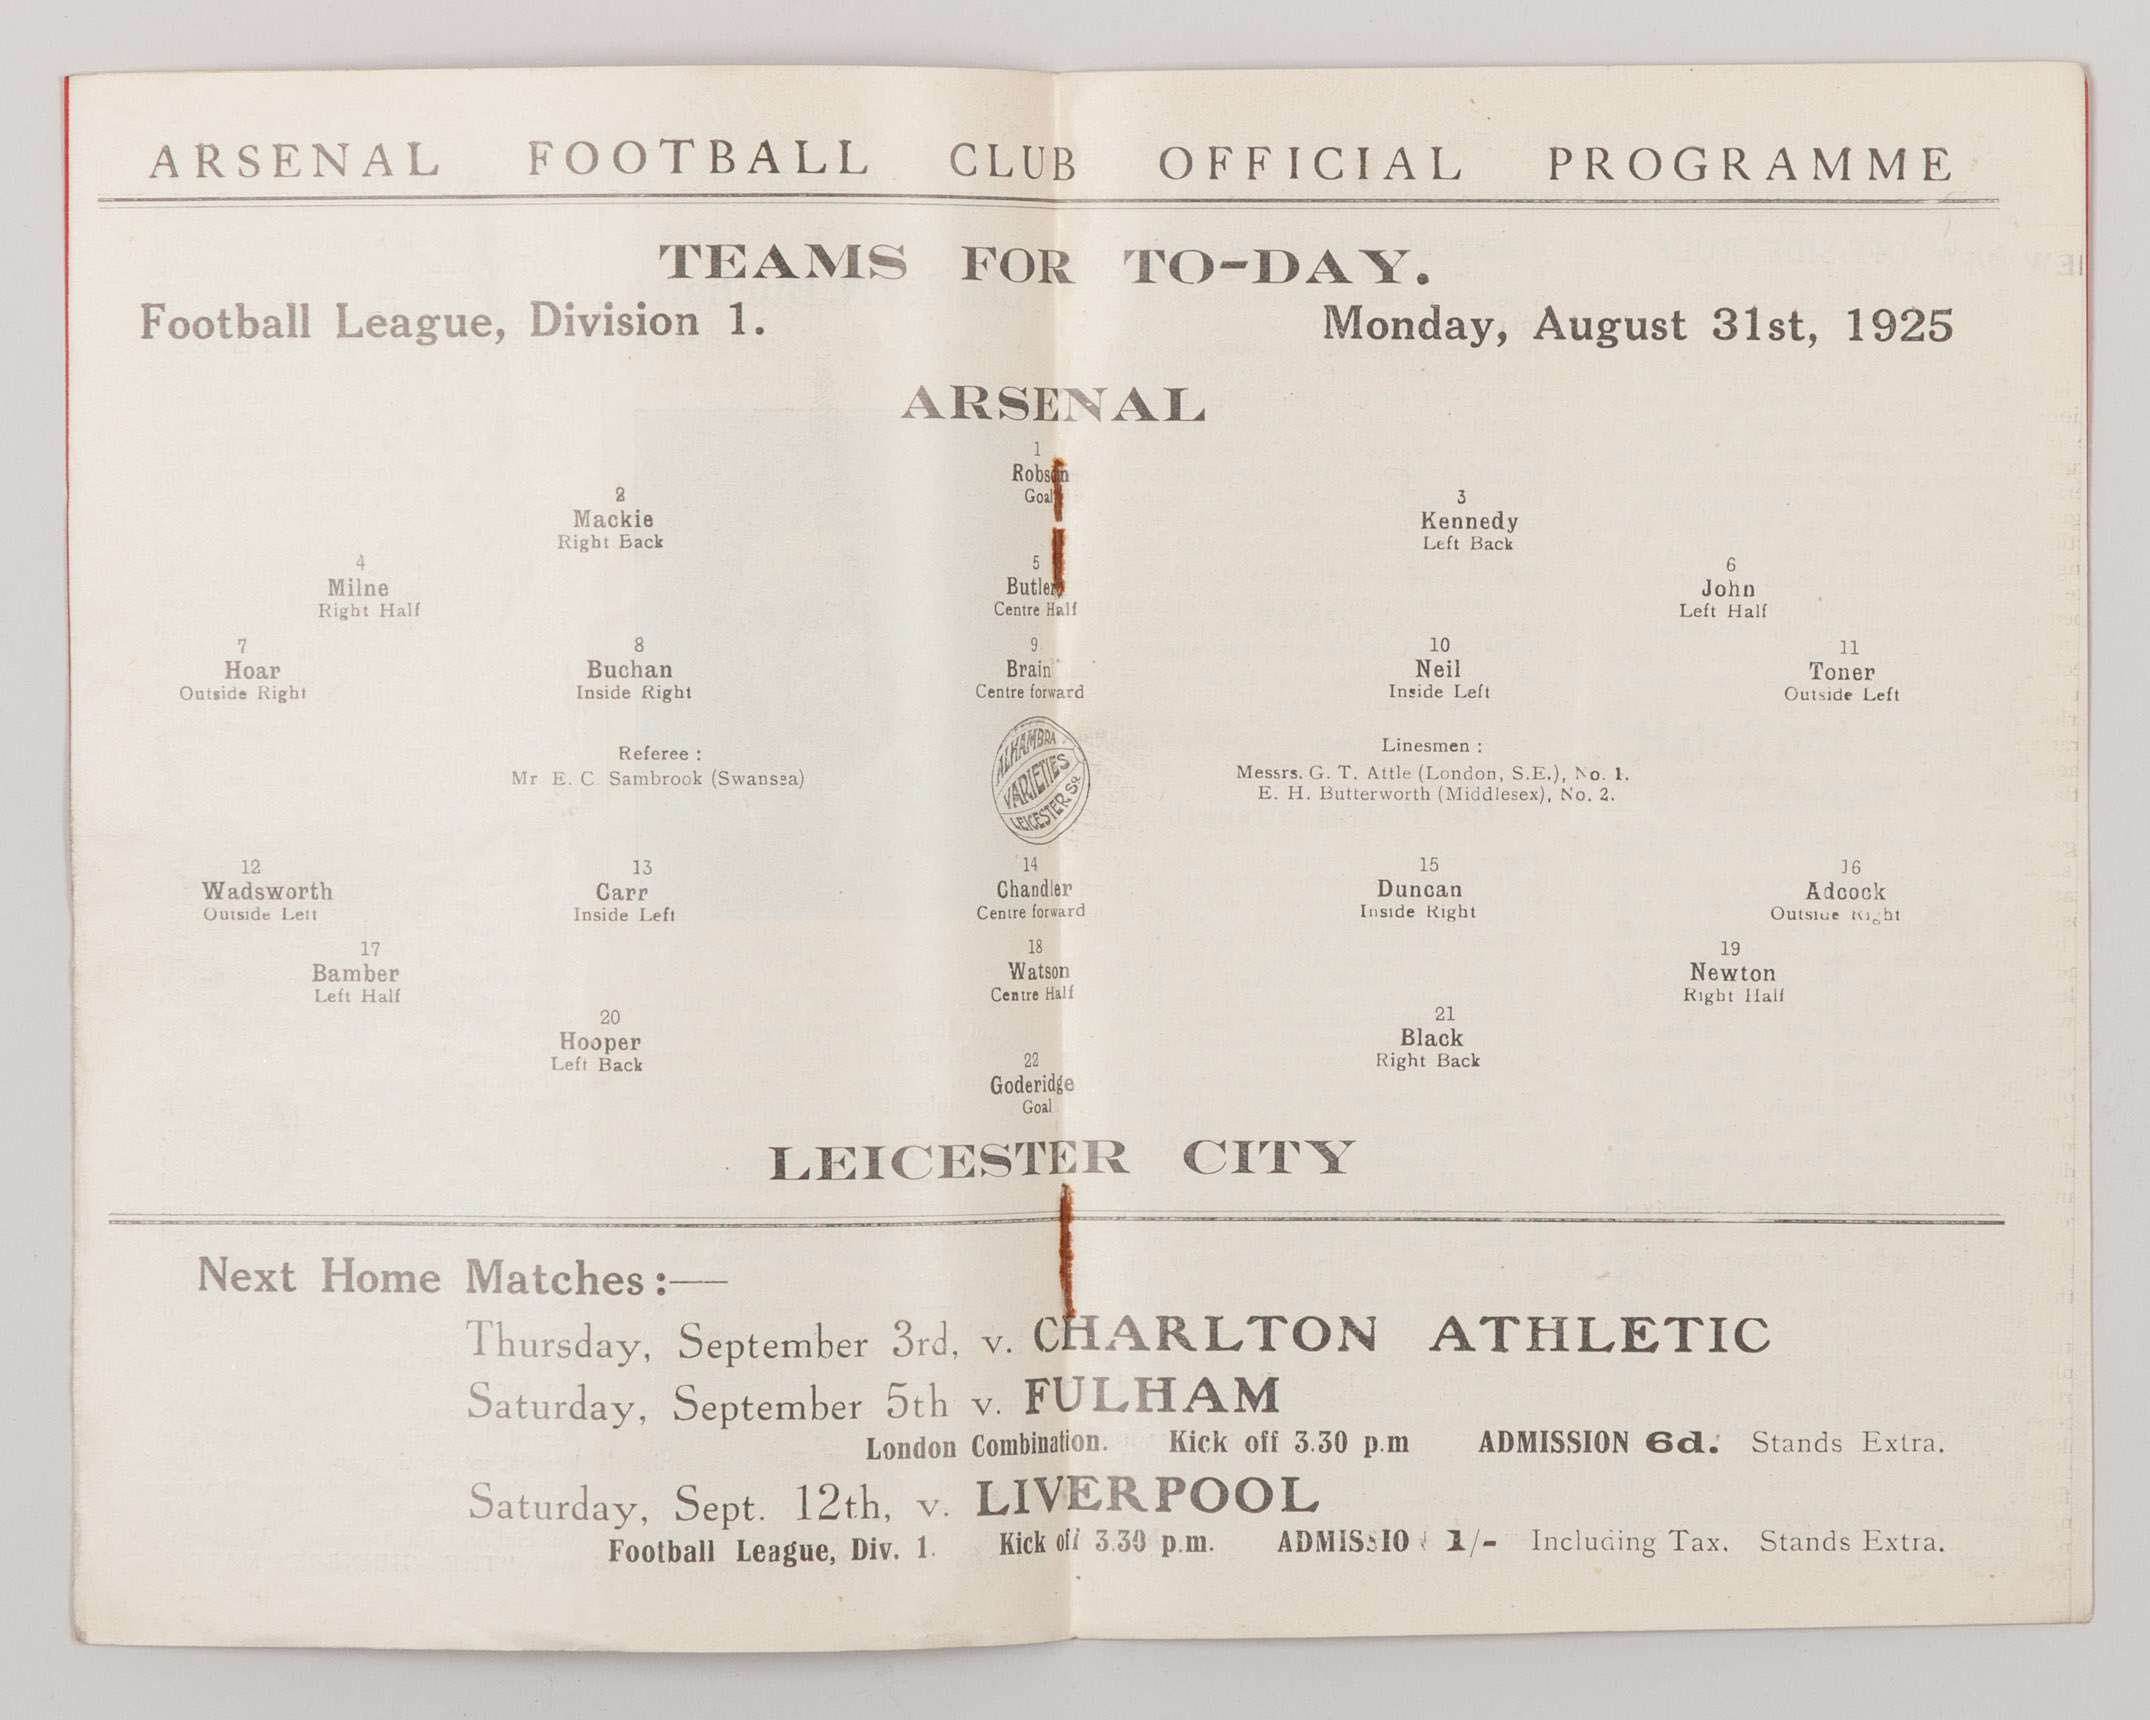 ARSENAL FOOTBALL CLUB OFFICIAL PROGRAMME
TEAMS FOR TO-DAY.
Football League, Division 1. Monday, August 31st, 1925
ARSENAL
1
Robson
Goal
2 3
Mackie Kennedy
Right Back Left Back
4 5 6
Milne Butler John
Right Half Centre Half Left Half
7 8 9 10 11
Hoar Buchan Brain Neil Toner
Outside Right Inside Right Centre forward Inside Left Outside Left
Referee : Linesmen :
Mr E. C Sambrook (Swansea) Messrs. G. T. Attle (London, S.E.), No. 1.
E. H. Butterworth (Middlesex), No. 2.
ALHAMBRA
VARIETIES
LEICESTER SQ
12 13 14 15 16
Wadsworth Carr Chandler Duncan Adcock
Outside Left Inside Left Centre forward Inside Right Outside Right
17 18 19
Bamber Watson Newton
Left Half Centre Half Right Half
20 21
Hooper Black
Left Back Right Back
22
Goderidge
Goal
LEICESTER CITY
Next Home Matches :—
Thursday, September 3rd, v. CHARLTON ATHLETIC
Saturday, September 5th v. FULHAM
London Combination. Kick off 3.30 p.m ADMISSION 6d. Stands Extra.
Saturday, Sept. 12th, v. LIVERPOOL
Football League, Div. 1. Kick off 3.30 p.m. ADMISSION 1/- Including Tax. Stands Extra.